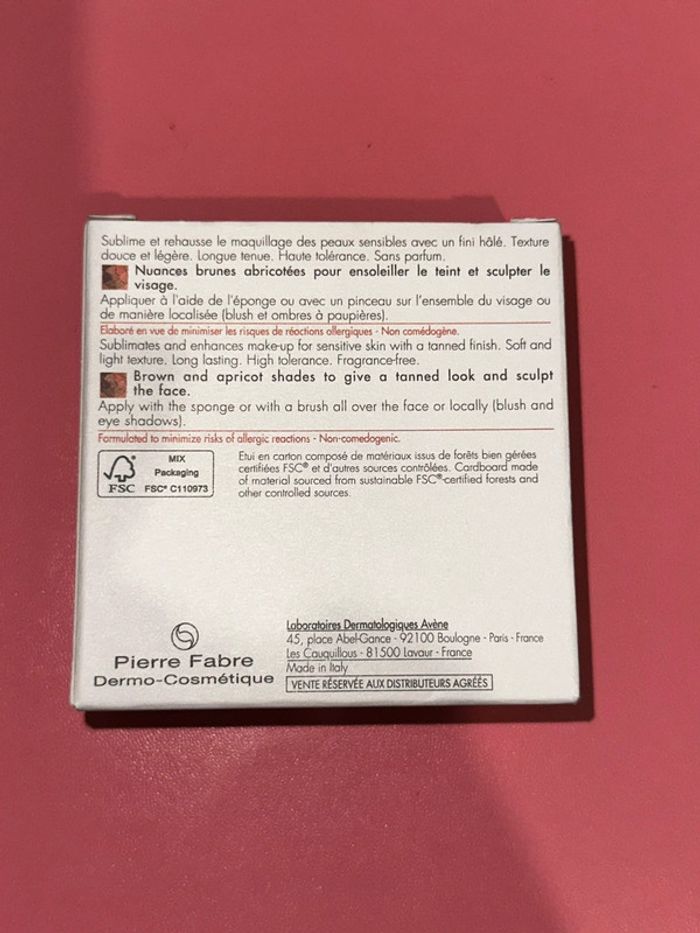 Sublime et rehausse le maquillage des peaux sensibles avec un fini hâlé. Texture
douce et légère. Longue tenue. Haute tolérance. Sans parfum.
Nuances brunes abricotées pour ensoleiller le teint et sculpter le
visage.
Appliquer à l'aide de l'éponge ou avec un pinceau sur l'ensemble du visage ou
de manière localisée (blush et ombres à paupières).
Elaboré en vue de minimiser les risques de réactions allergiques - Non comédogène.
Sublimates and enhances make-up for sensitive skin with a tanned finish. Soft and
light texture. Long lasting. High tolerance. Fragrance-free.
Brown and apricot shades to give a tanned look and sculpt
the face.
Apply with the sponge or with a brush all over the face or locally (blush and
eye shadows).
Formulated to minimize risks of allergic reactions - Non-comedogenic.
FSC
MIX
Packaging
FSC® C110973
Etui en carton composé de matériaux issus de forêts bien gérées
certifiées FSC® et d'autres sources contrôlées. Cardboard made
of material sourced from sustainable FSC®-certified forests and
other controlled sources.
Pierre Fabre
Dermo-Cosmétique
Laboratoires Dermatologiques Avène
45, place Abel-Gance - 92100 Boulogne - Paris - France
Les Cauquillous - 81500 Lavaur - France
Made in Italy
VENTE RÉSERVÉE AUX DISTRIBUTEURS AGRÉÉS